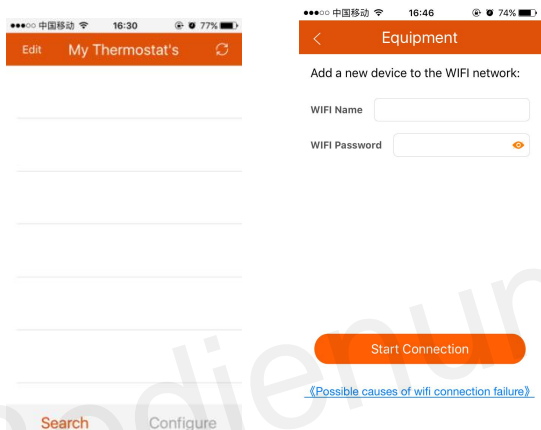 中国移动 16:30 77%
Edit My Thermostat's
Search Configure
中国移动 16:46 74%
Equipment
Add a new device to the WIFI network:
WIFI Name
WIFI Password
Start Connection
《Possible causes of wifi connection failure》